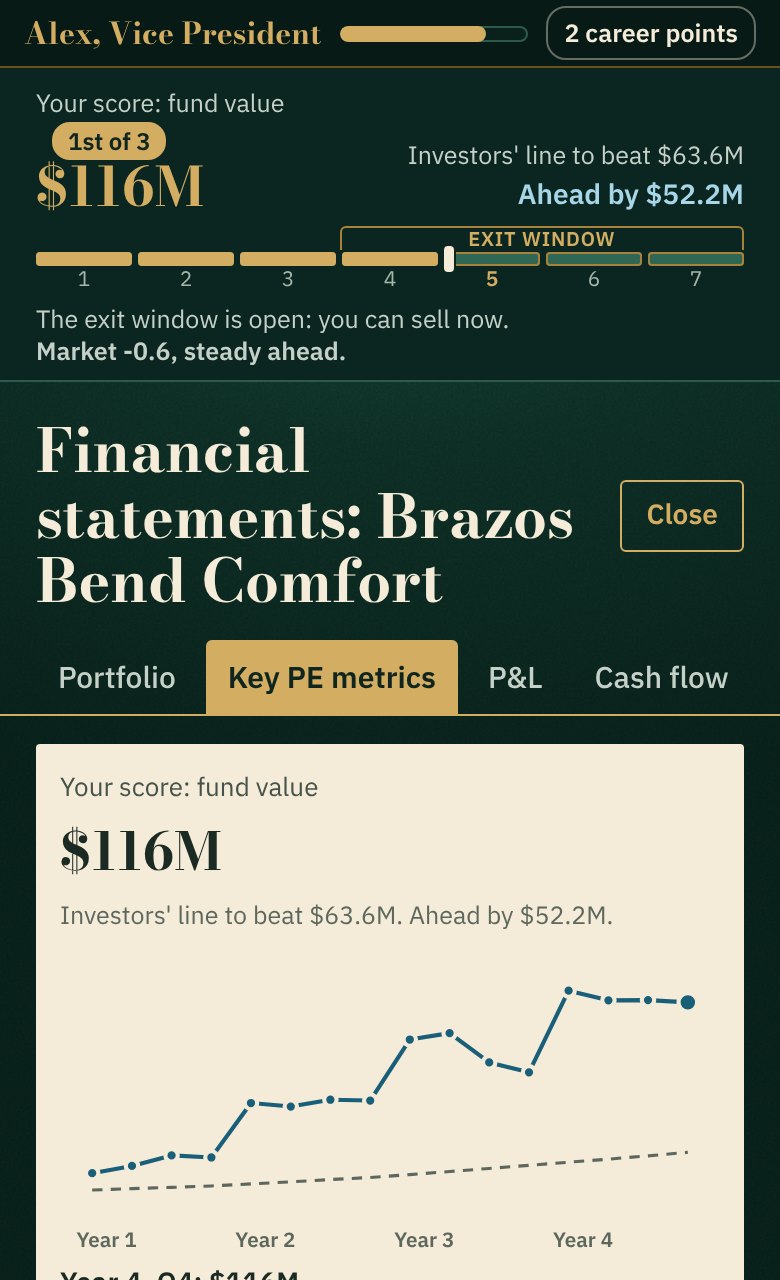 Alex, Vice President
2 career points
Your score: fund value
1st of 3
$116M
Investors' line to beat $63.6M
Ahead by $52.2M
EXIT WINDOW
1 2 3 4 5 6 7
The exit window is open: you can sell now.
Market -0.6, steady ahead.
Financial
statements: Brazos
Bend Comfort
Close
Portfolio Key PE metrics P&L Cash flow
Your score: fund value
$116M
Investors' line to beat $63.6M. Ahead by $52.2M.
Year 1 Year 2 Year 3 Year 4
Year 4, Q4: $116M